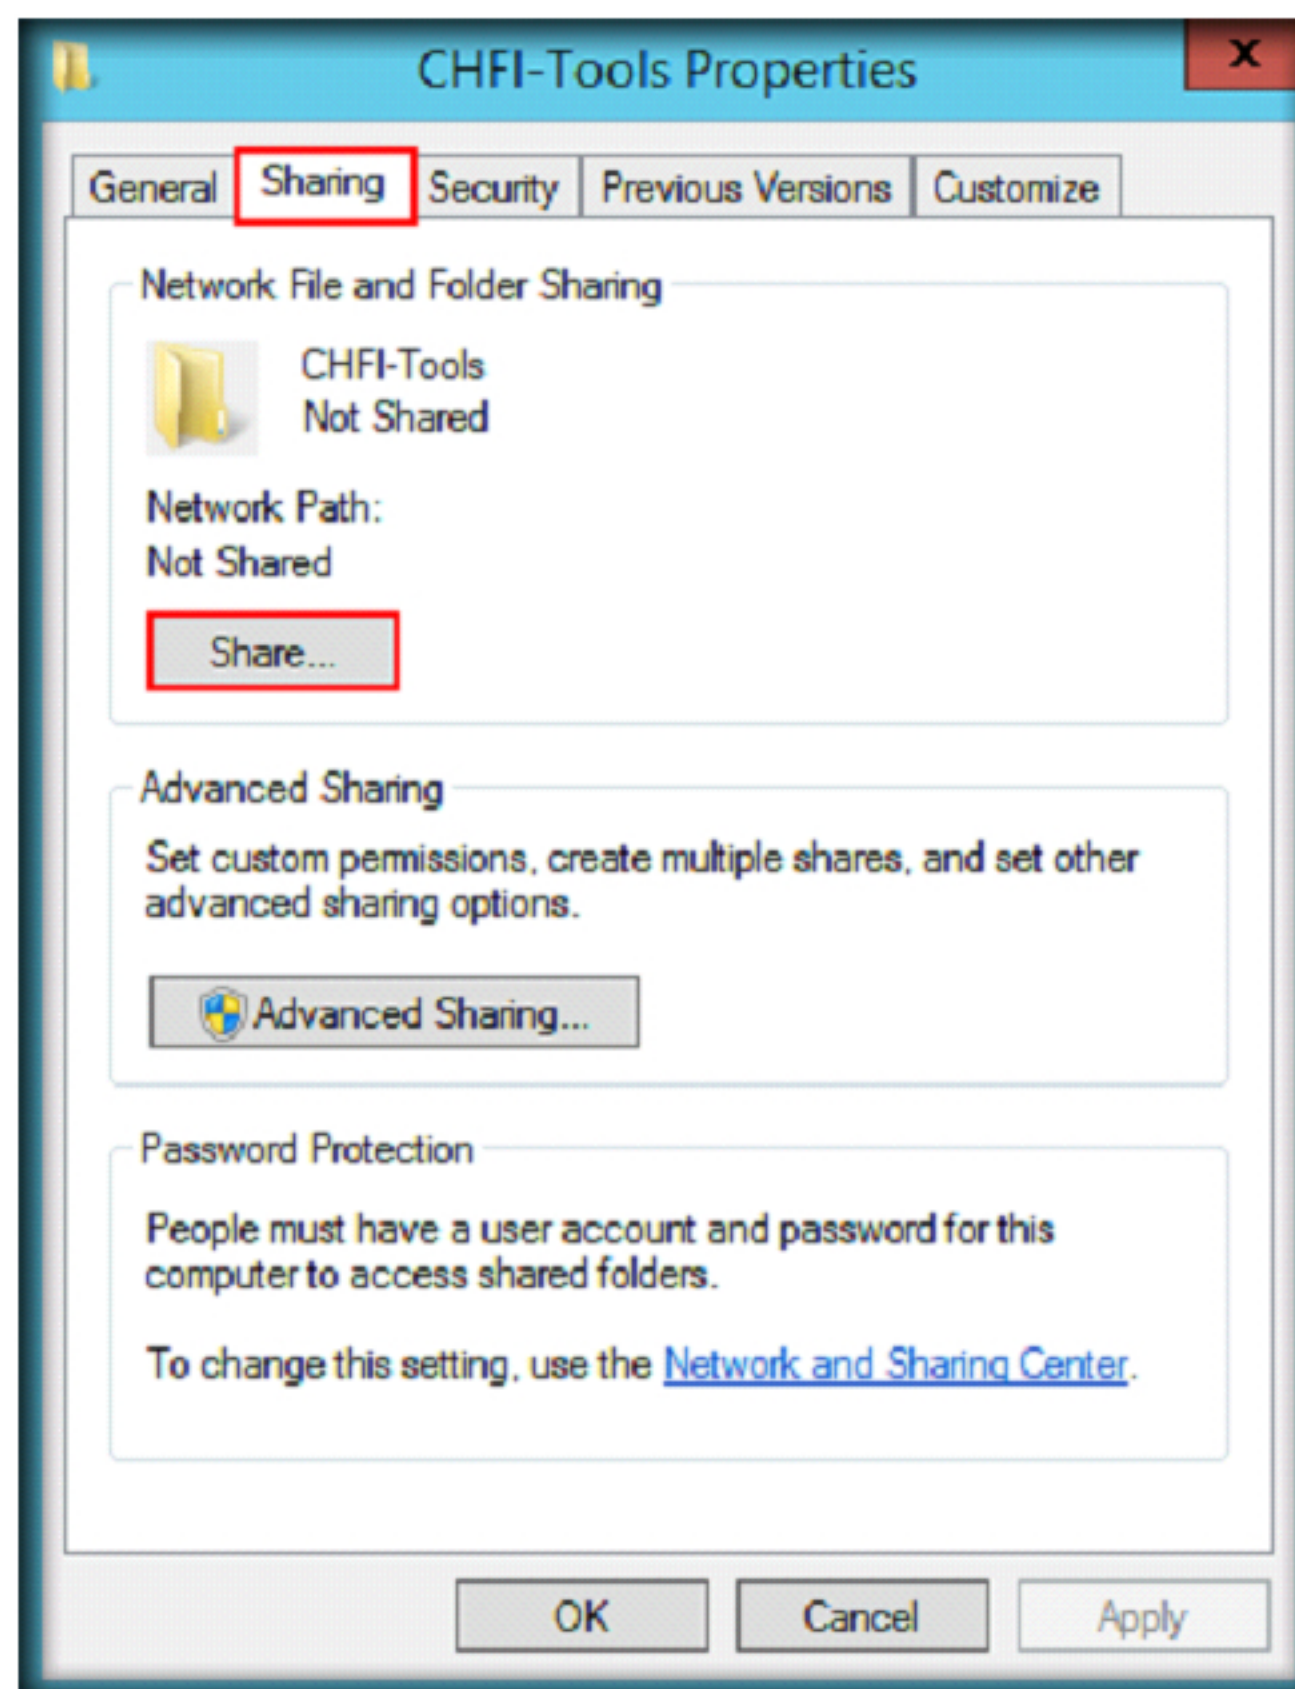 CHFI-Tools Properties
x
General Sharing Security Previous Versions Customize
Network File and Folder Sharing
CHFI-Tools
Not Shared
Network Path:
Not Shared
Share...
Advanced Sharing
Set custom permissions, create multiple shares, and set other
advanced sharing options.
Advanced Sharing...
Password Protection
People must have a user account and password for this
computer to access shared folders.
To change this setting, use the Network and Sharing Center.
OK Cancel Apply